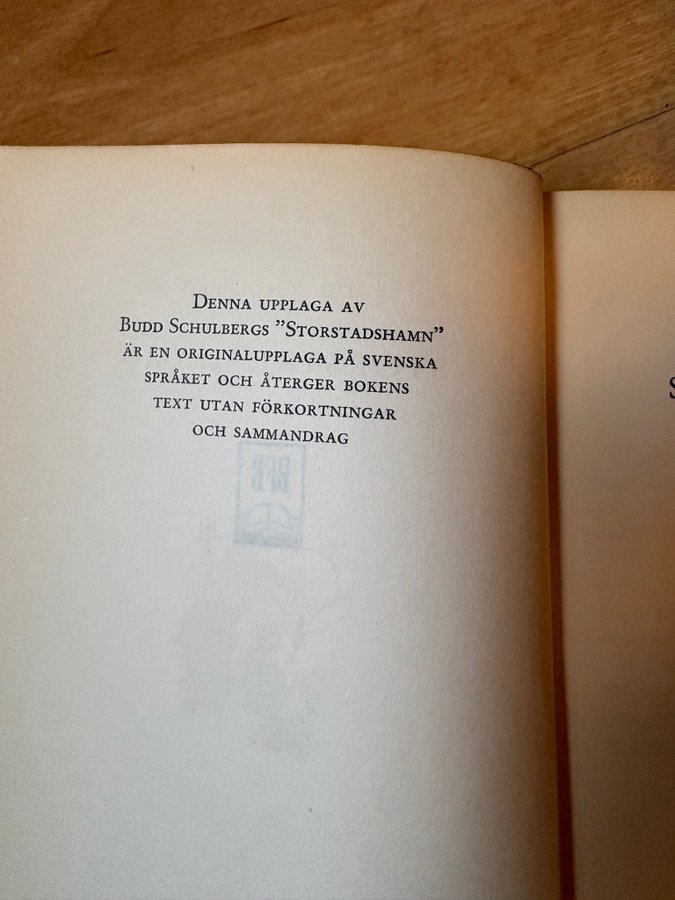 DENNA UPPLAGA AV
BUDD SCHULBERGS ”STORSTADSHAMN”
ÄR EN ORIGINALUPPLAGA PÅ SVENSKA
SPRÅKET OCH ÅTERGER BOKENS
TEXT UTAN FÖRKORTNINGAR
OCH SAMMANDRAG
S
BFB